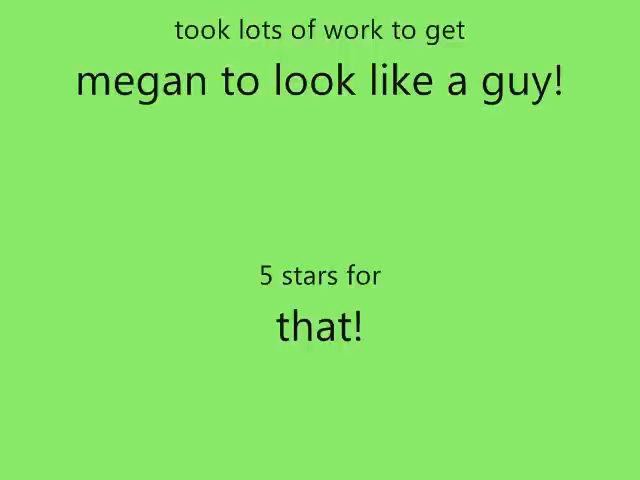 took lots of work to get
megan to look like a guy!
5 stars for
that!